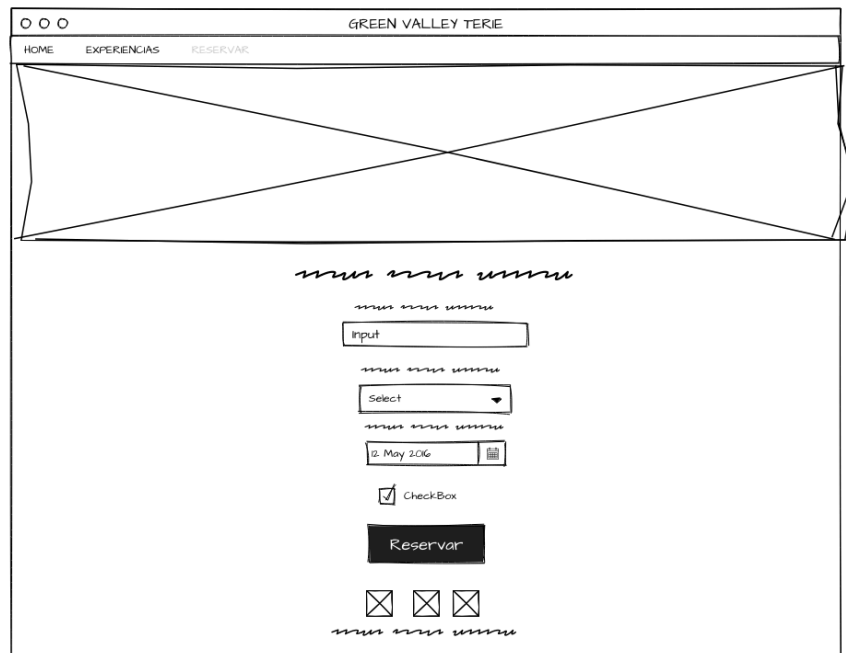 GREEN VALLEY TERIE
HOME EXPERIENCIAS RESERVAR
Input
Select
12 May 2016
CheckBox
Reservar